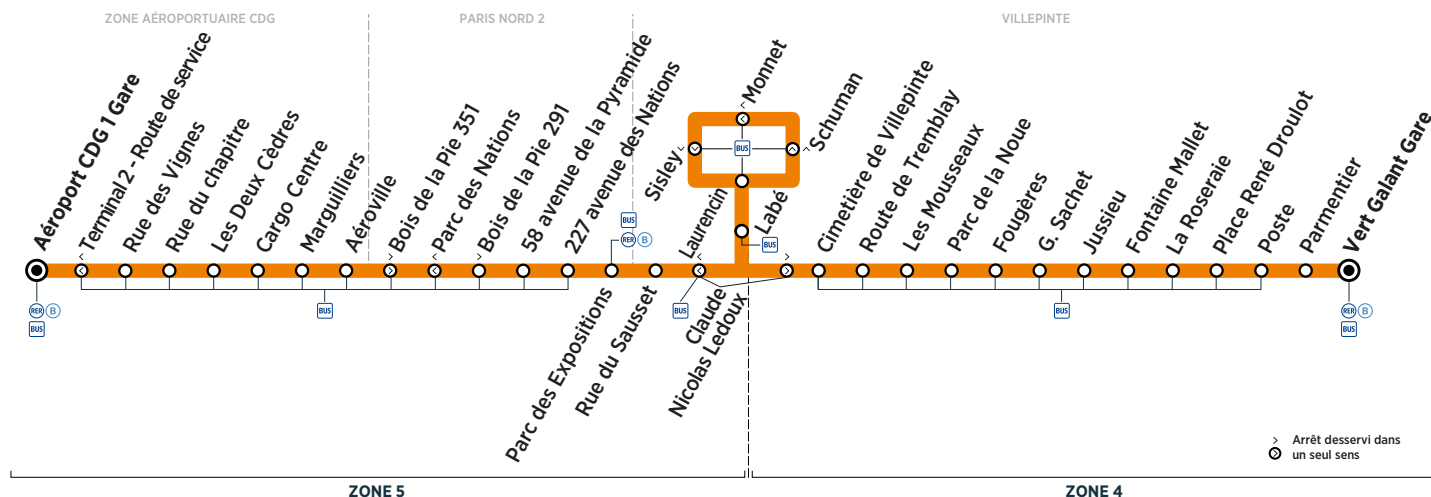 ZONE AÉROPORTUAIRE CDG
PARIS NORD 2
VILLEPINTE
Aéroport CDG 1 Gare
Terminal 2 - Route de service
Rue des Vignes
Rue du chapitre
Les Deux Cèdres
Cargo Centre
Marguilliers
Aéroville
Bois de la Pie 351
Parc des Nations
Bois de la Pie 291
58 avenue de la Pyramide
227 avenue des Nations
Parc des Expositions
Rue du Sausset
Claude
Nicolas Ledoux
Laurencin
Labé
Sisley
Monnet
Schuman
Cimetière de Villepinte
Route de Tremblay
Les Mousseaux
Parc de la Noue
Fougères
G. Sachet
Jussieu
Fontaine Mallet
La Roseraie
Place René Droulot
Poste
Parmentier
Vert Galant Gare
RER B
BUS
BUS
BUS
RER B
BUS
BUS
BUS
BUS
RER B
BUS
Arrêt desservi dans
un seul sens
ZONE 5
ZONE 4